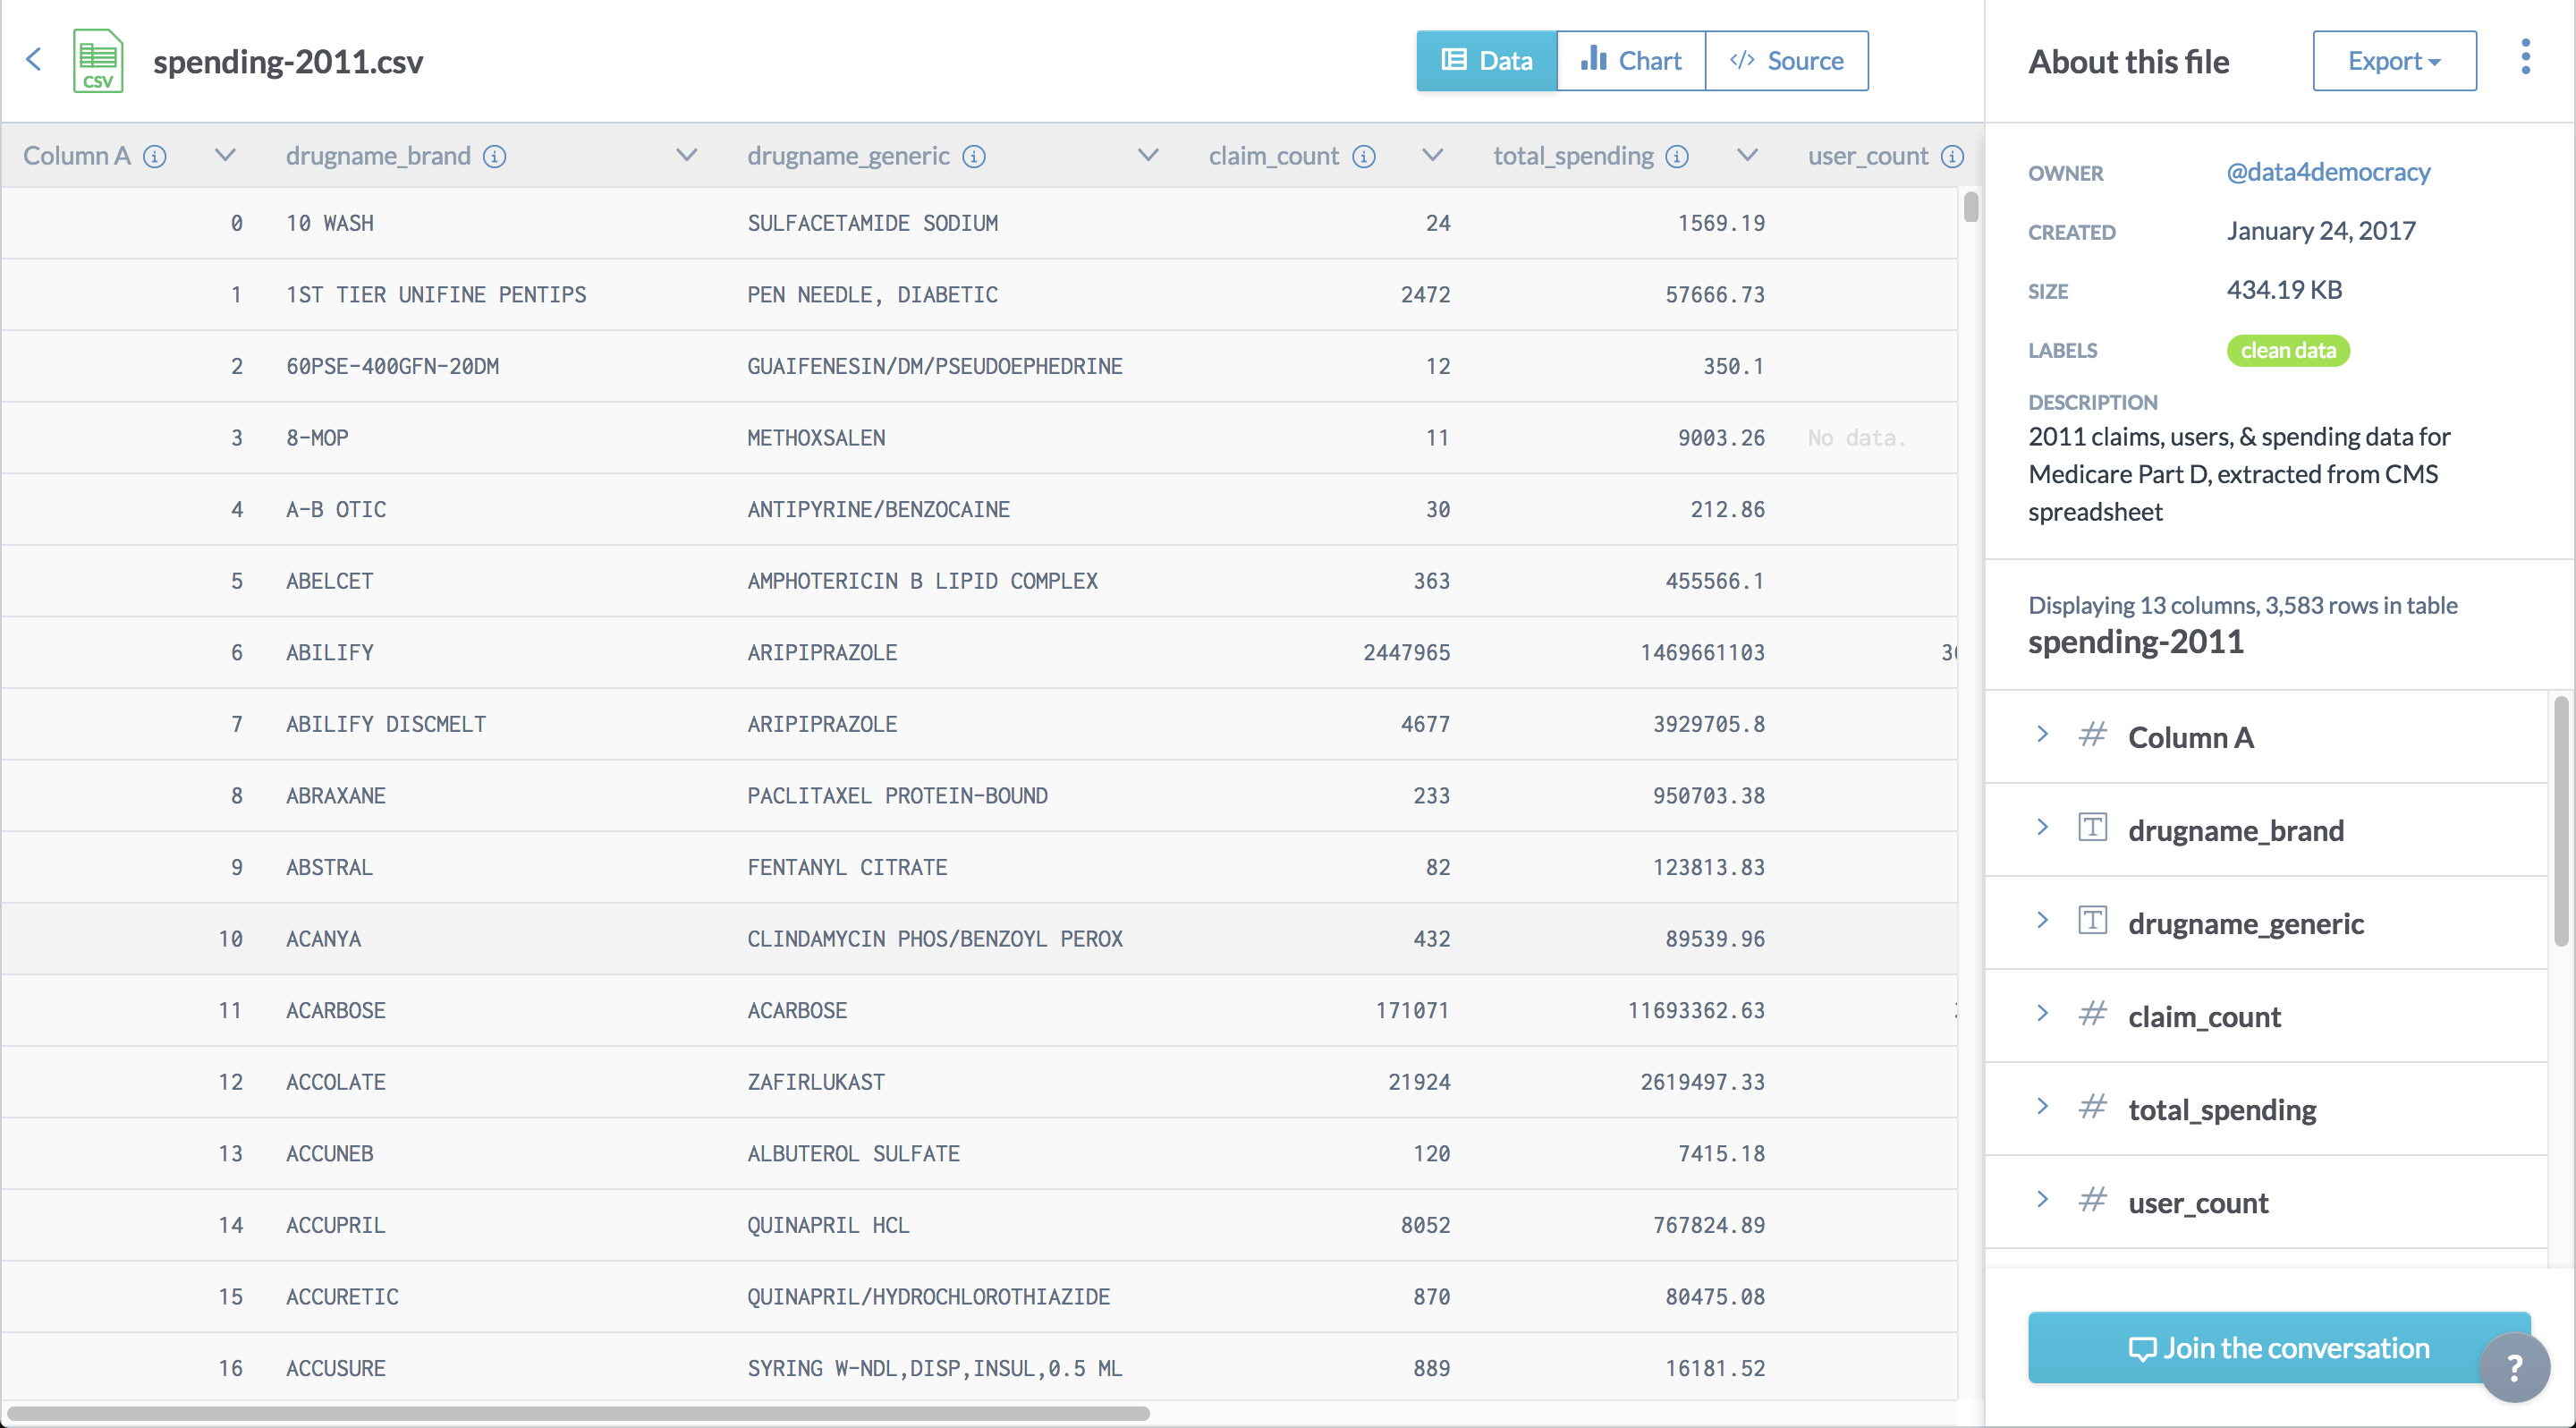 CSV
spending-2011.csv
Data
Chart
</> Source
About this file
Export
Column A drugname_brand drugname_generic claim_count total_spending user_count
0 10 WASH SULFACETAMIDE SODIUM 24 1569.19
1 1ST TIER UNIFINE PENTIPS PEN NEEDLE, DIABETIC 2472 57666.73
2 60PSE-400GFN-20DM GUAIFENESIN/DM/PSEUDOEPHEDRINE 12 350.1
3 8-MOP METHOXSALEN 11 9003.26 No data.
4 A-B OTIC ANTIPYRINE/BENZOCAINE 30 212.86
5 ABELCET AMPHOTERICIN B LIPID COMPLEX 363 455566.1
6 ABILIFY ARIPIPRAZOLE 2447965 1469661103
7 ABILIFY DISCMELT ARIPIPRAZOLE 4677 3929705.8
8 ABRAXANE PACLITAXEL PROTEIN-BOUND 233 950703.38
9 ABSTRAL FENTANYL CITRATE 82 123813.83
10 ACANYA CLINDAMYCIN PHOS/BENZOYL PEROX 432 89539.96
11 ACARBOSE ACARBOSE 171071 11693362.63
12 ACCOLATE ZAFIRLUKAST 21924 2619497.33
13 ACCUNEB ALBUTEROL SULFATE 120 7415.18
14 ACCUPRIL QUINAPRIL HCL 8052 767824.89
15 ACCURETIC QUINAPRIL/HYDROCHLOROTHIAZIDE 870 80475.08
16 ACCUSURE SYRING W-NDL,DISP,INSUL,0.5 ML 889 16181.52
OWNER @data4democracy
CREATED January 24, 2017
SIZE 434.19 KB
LABELS clean data
DESCRIPTION
2011 claims, users, & spending data for
Medicare Part D, extracted from CMS
spreadsheet
Displaying 13 columns, 3,583 rows in table
spending-2011
# Column A
T drugname_brand
T drugname_generic
# claim_count
# total_spending
# user_count
Join the conversation
?